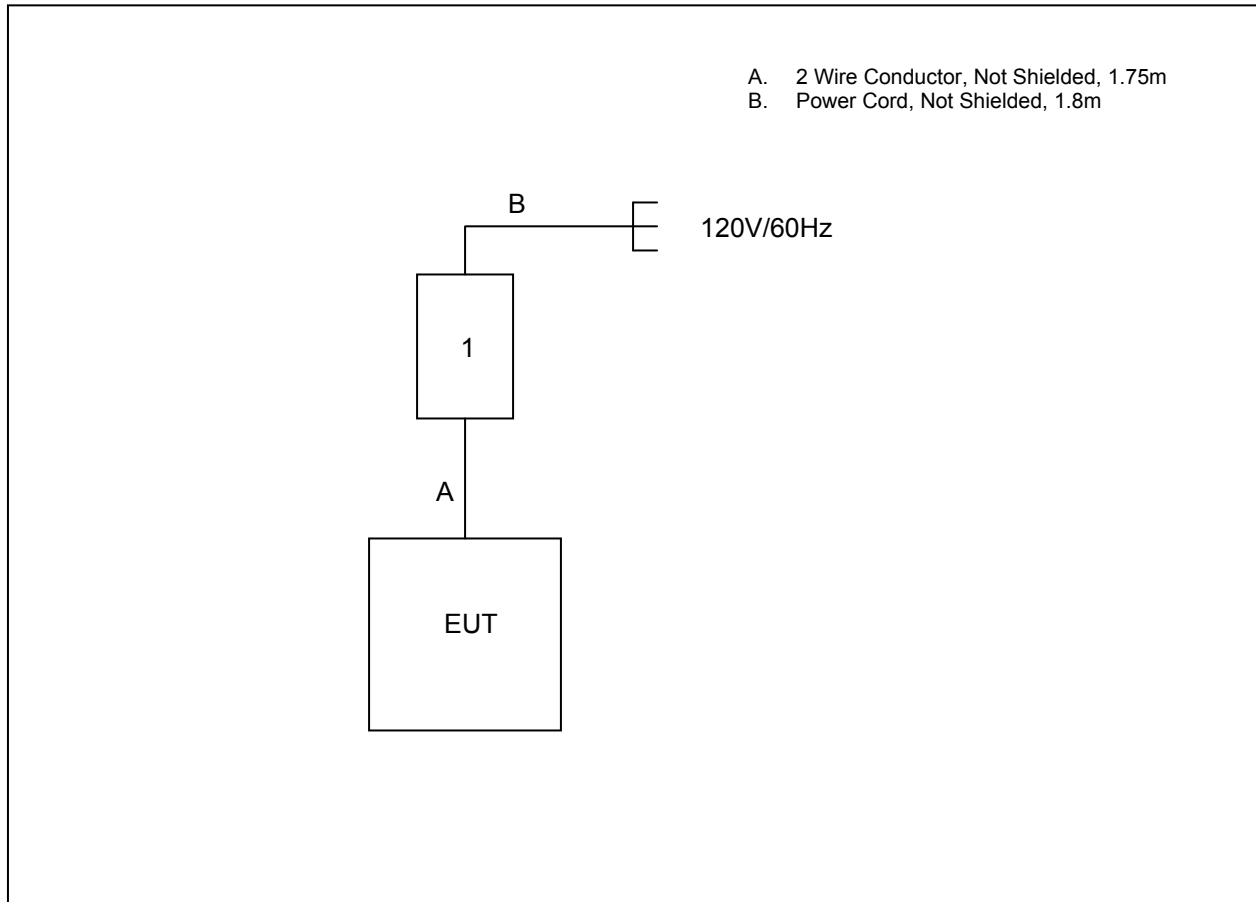 A. 2 Wire Conductor, Not Shielded, 1.75m
B. Power Cord, Not Shielded, 1.8m
B
120V/60Hz
1
A
EUT